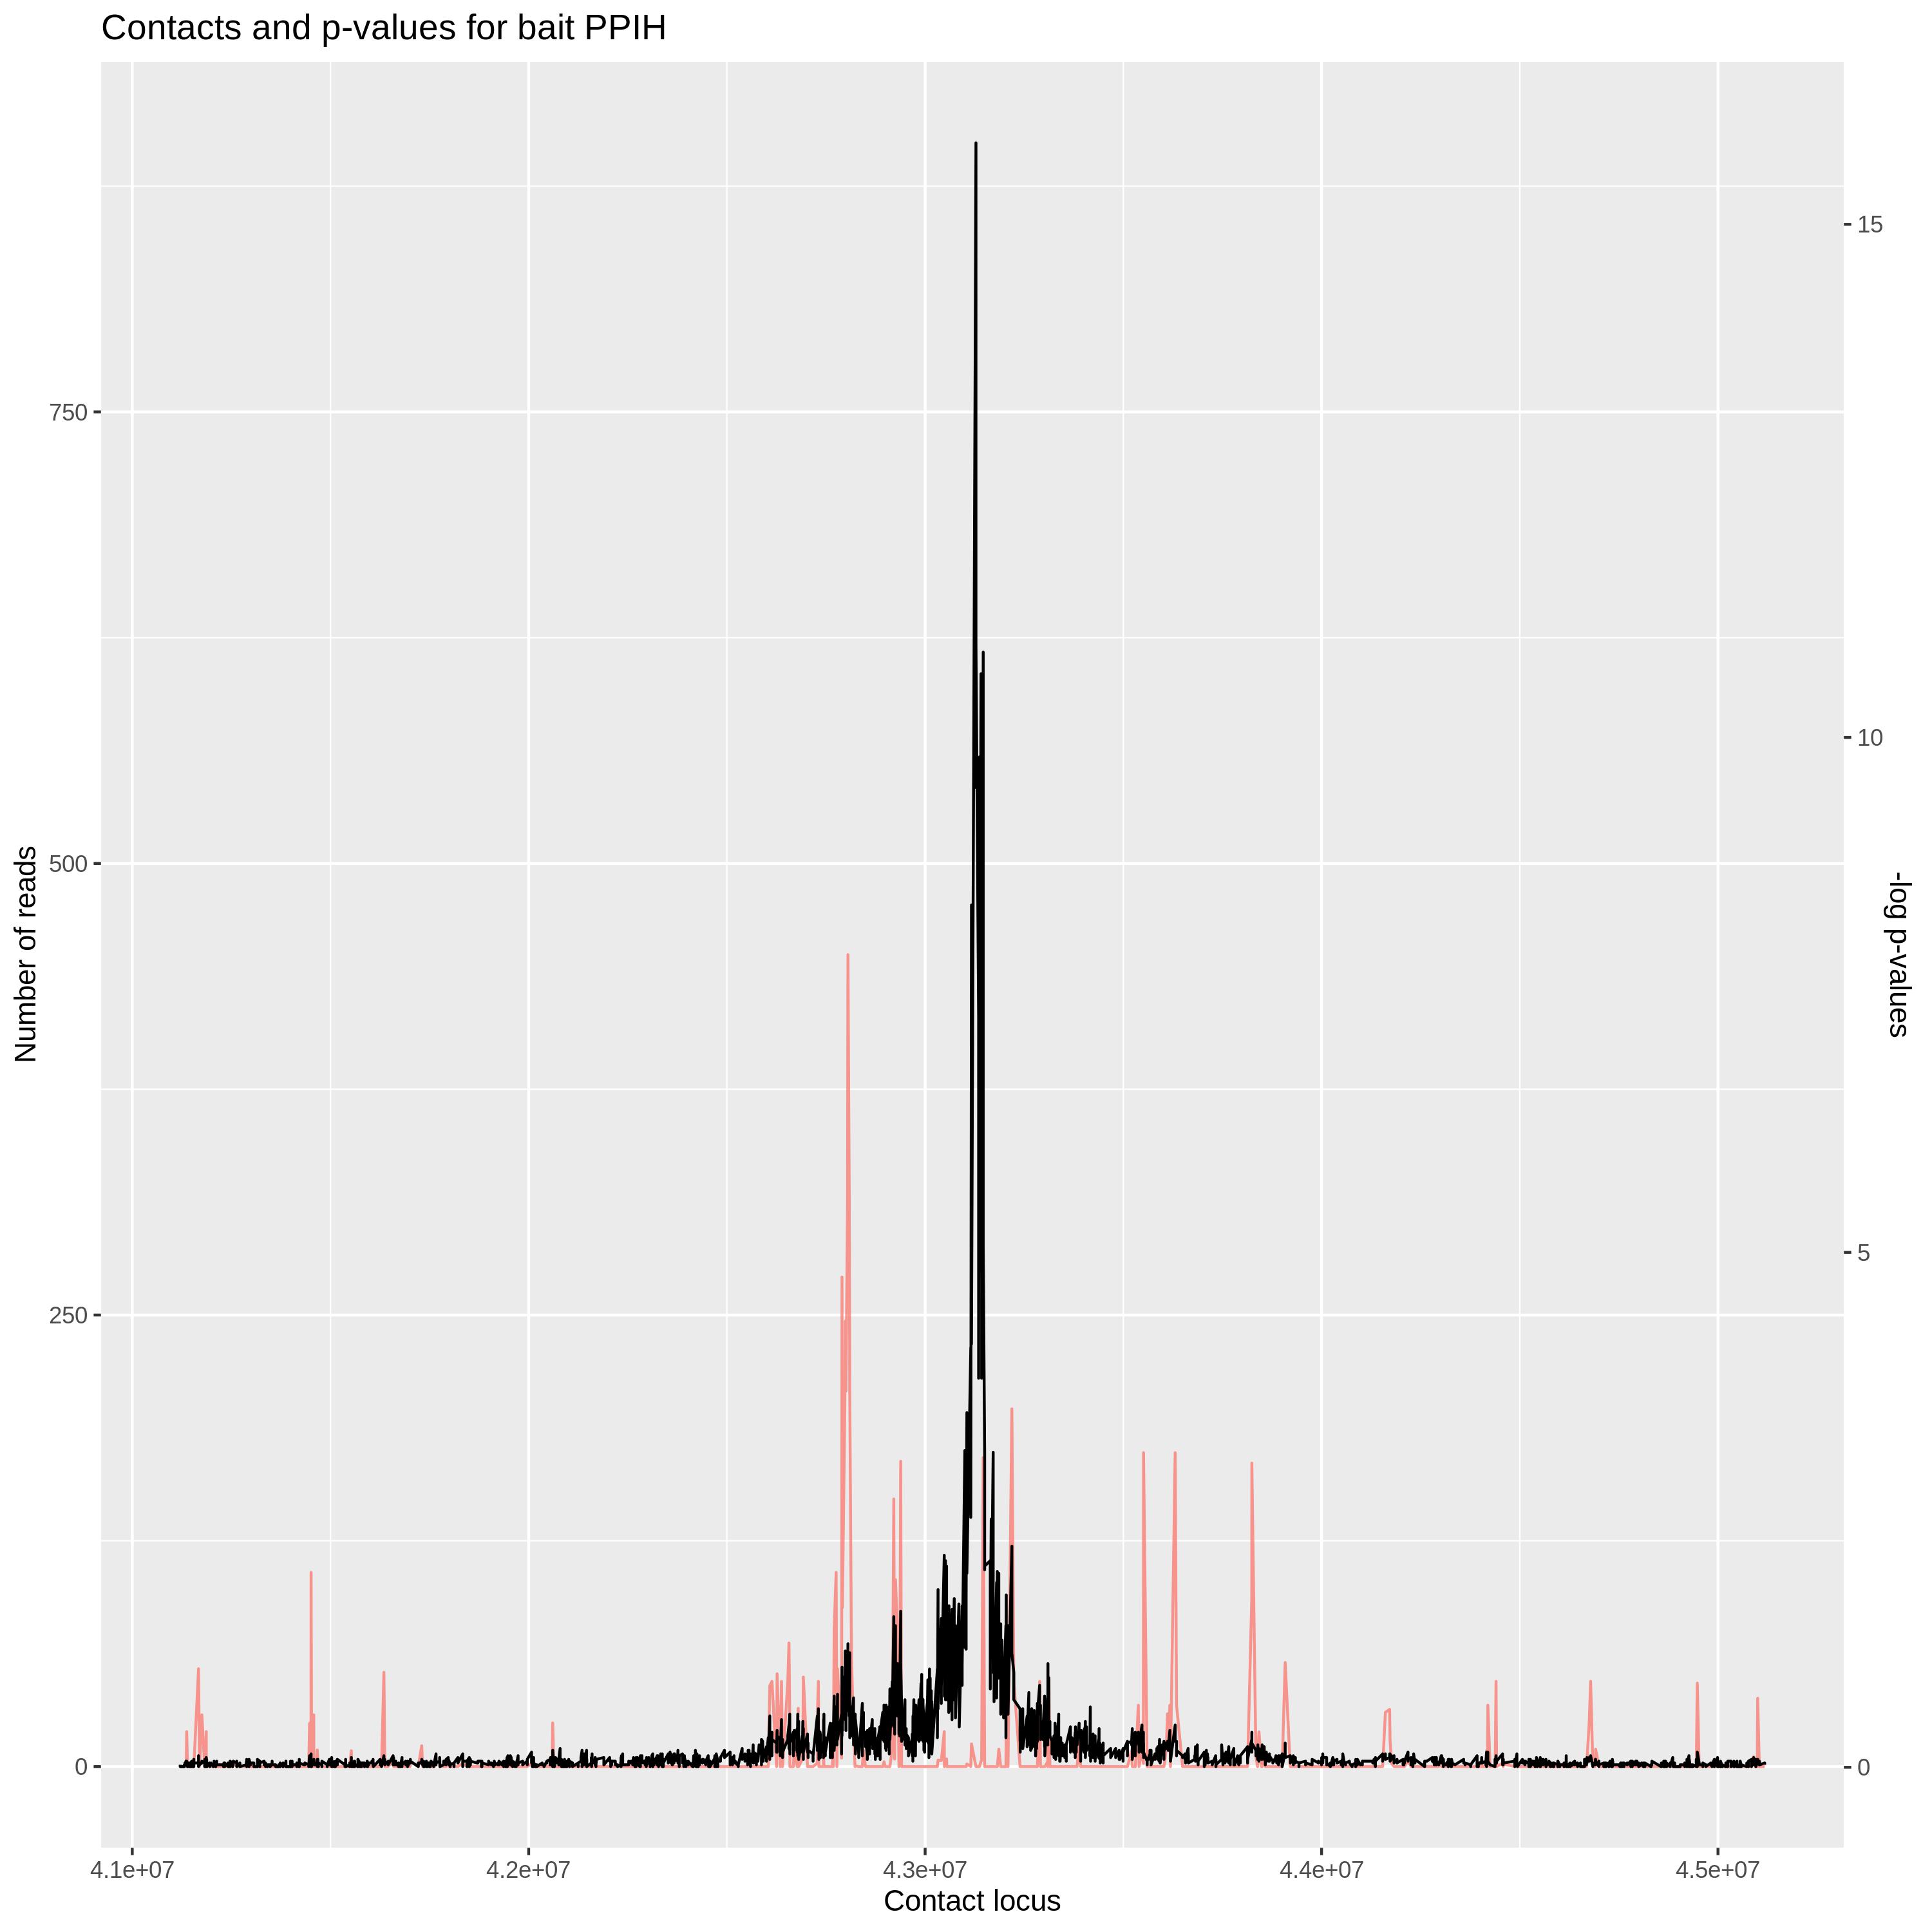 Contacts and p-values for bait PPIH
750
500
250
0
15
10
5
0
Number of reads
-log p-values
4.1e+07 4.2e+07 4.3e+07 4.4e+07 4.5e+07
Contact locus